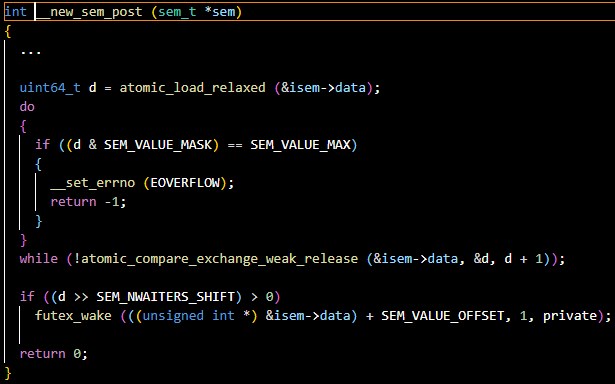 int __new_sem_post (sem_t *sem)
{
...
uint64_t d = atomic_load_relaxed (&isem->data);
do
{
if ((d & SEM_VALUE_MASK) == SEM_VALUE_MAX)
{
__set_errno (EOVERFLOW);
return -1;
}
}
while (!atomic_compare_exchange_weak_release (&isem->data, &d, d + 1));
if ((d >> SEM_NWAITERS_SHIFT) > 0)
futex_wake (((unsigned int *) &isem->data) + SEM_VALUE_OFFSET, 1, private);
return 0;
}